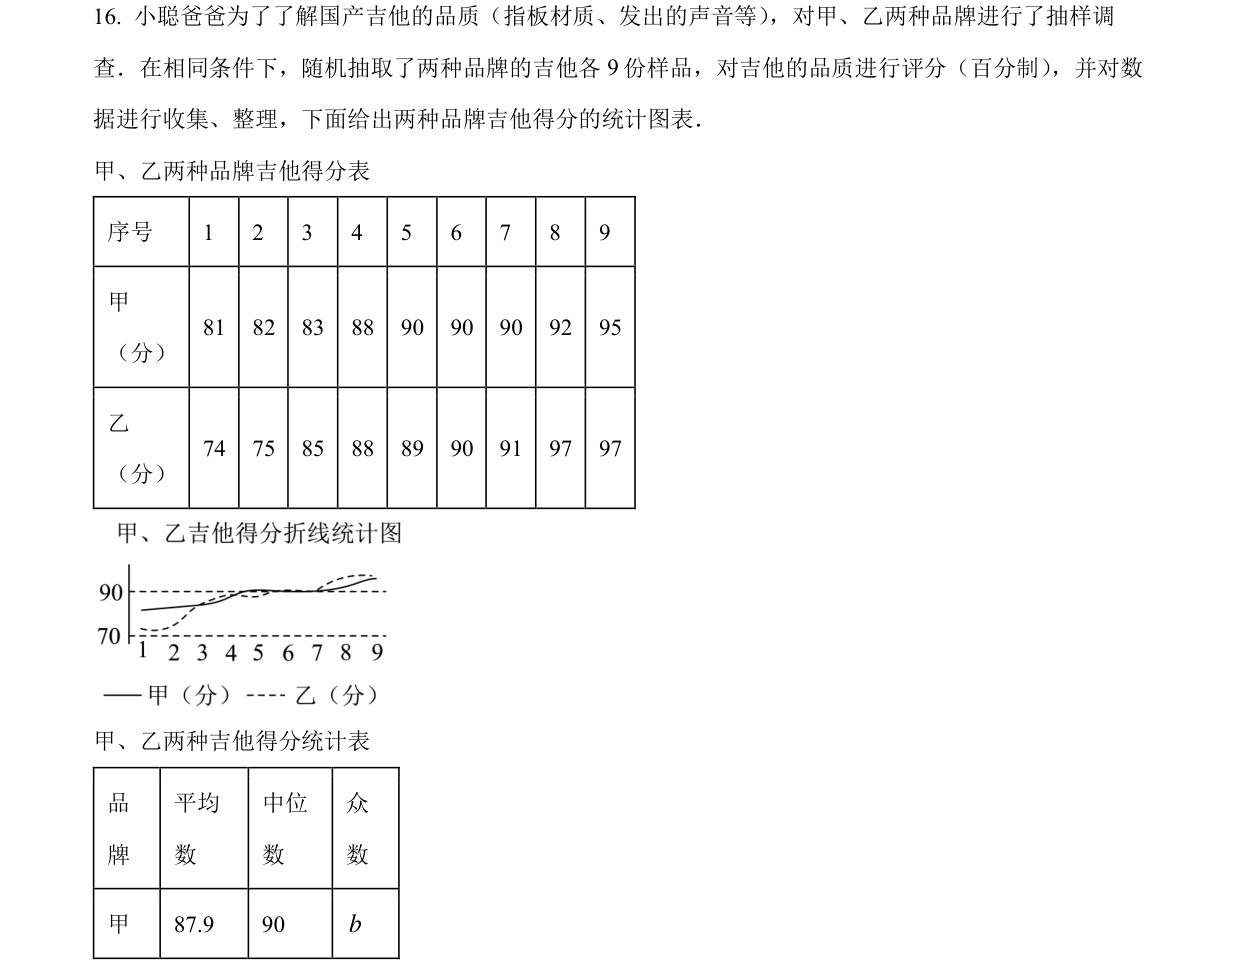 16. 小聪爸爸为了了解国产吉他的品质（指板材质、发出的声音等），对甲、乙两种品牌进行了抽样调
查．在相同条件下，随机抽取了两种品牌的吉他各 9 份样品，对吉他的品质进行评分（百分制），并对数
据进行收集、整理，下面给出两种品牌吉他得分的统计图表．
甲、乙两种品牌吉他得分表
序号 1 2 3 4 5 6 7 8 9
甲
（分） 81 82 83 88 90 90 90 92 95
乙
（分） 74 75 85 88 89 90 91 97 97
甲、乙吉他得分折线统计图
90
70
1 2 3 4 5 6 7 8 9
甲（分） 乙（分）
甲、乙两种吉他得分统计表
品牌 平均数 中位数 众数
甲 87.9 90 b